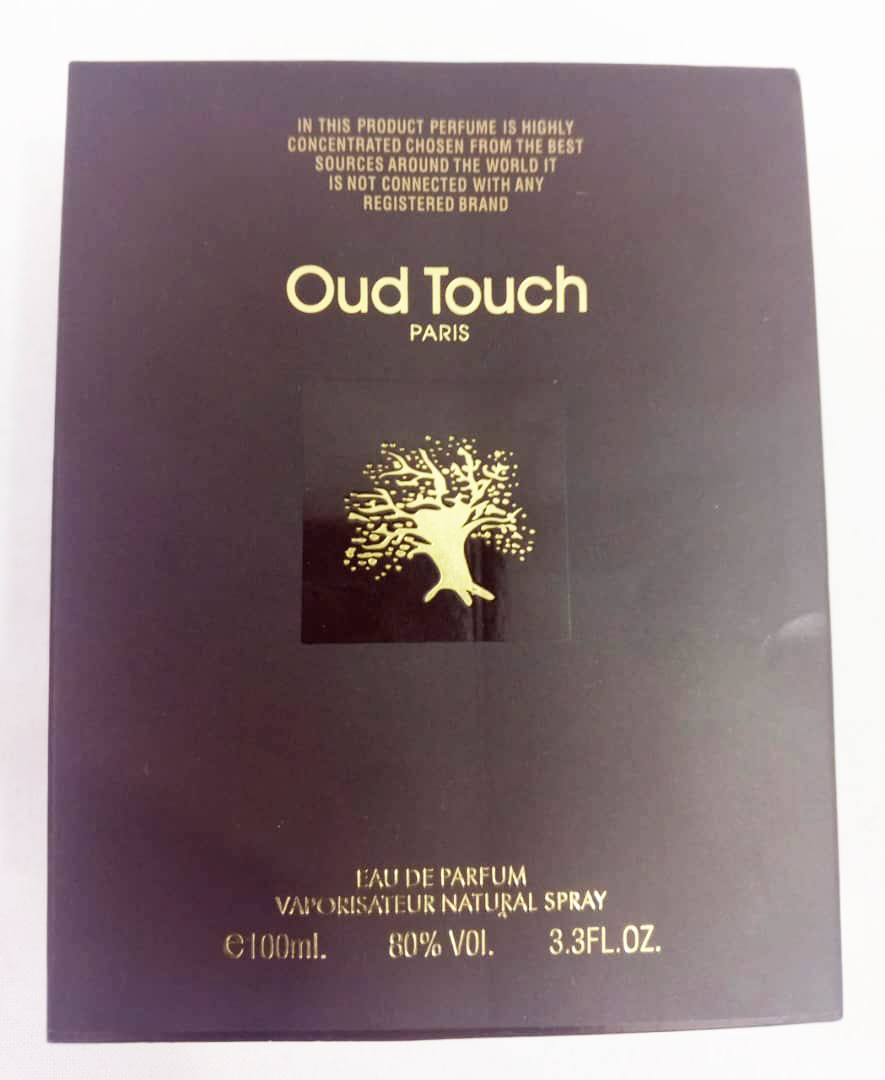 IN THIS PRODUCT PERFUME IS HIGHLY
CONCENTRATED CHOSEN FROM THE BEST
SOURCES AROUND THE WORLD IT
IS NOT CONNECTED WITH ANY
REGISTERED BRAND
Oud Touch
PARIS
EAU DE PARFUM
VAPORISATEUR NATURAL SPRAY
℮100ml. 80% VOl. 3.3FL.OZ.